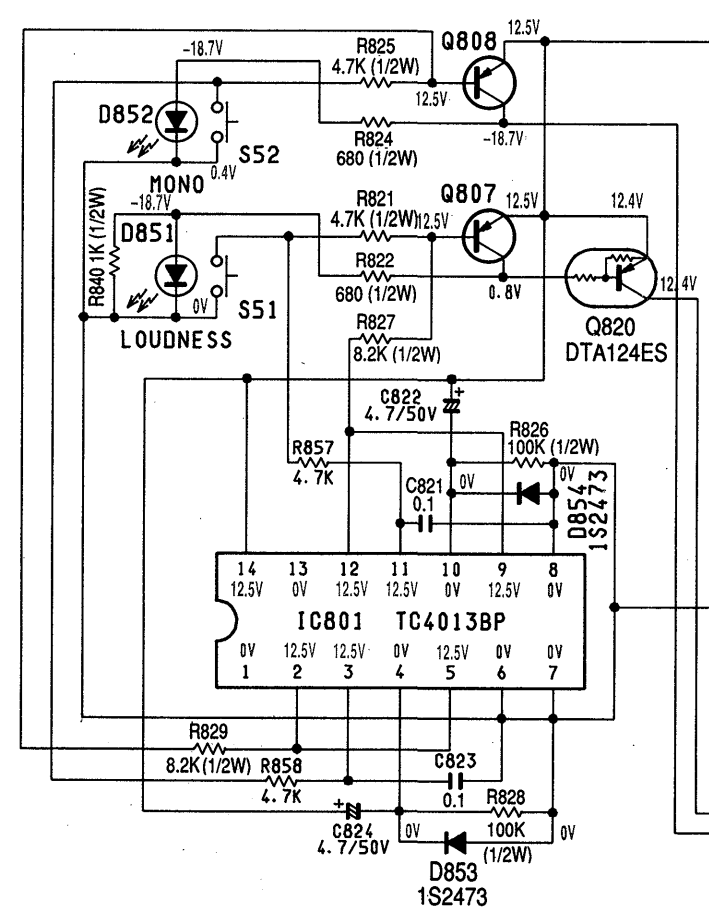 12.5V
Q808
-18.7V
R825
4.7K (1/2W)
12.5V
D852
R824
680 (1/2W)
-18.7V
S52
0.4V
MONO
-18.7V
R821
4.7K (1/2W)
12.5V
Q807
12.5V
12.4V
D851
R840 1K (1/2W)
R822
680 (1/2W)
0.8V
12.4V
0V
S51
LOUDNESS
R827
8.2K (1/2W)
Q820
DTA124ES
C822
4.7/50V
+
R826
100K (1/2W)
R857
4.7K
0V
0V
C821
0.1
D854
1S2473
14 13 12 11 10 9 8
12.5V 0V 12.5V 12.5V 0V 12.5V 0V
IC801 TC4013BP
0V 12.5V 12.5V 0V 12.5V 0V 0V
1 2 3 4 5 6 7
R829
8.2K (1/2W)
R858
4.7K
C823
0.1
+
C824
4.7/50V
0V
R828
100K
(1/2W)
0V
D853
1S2473